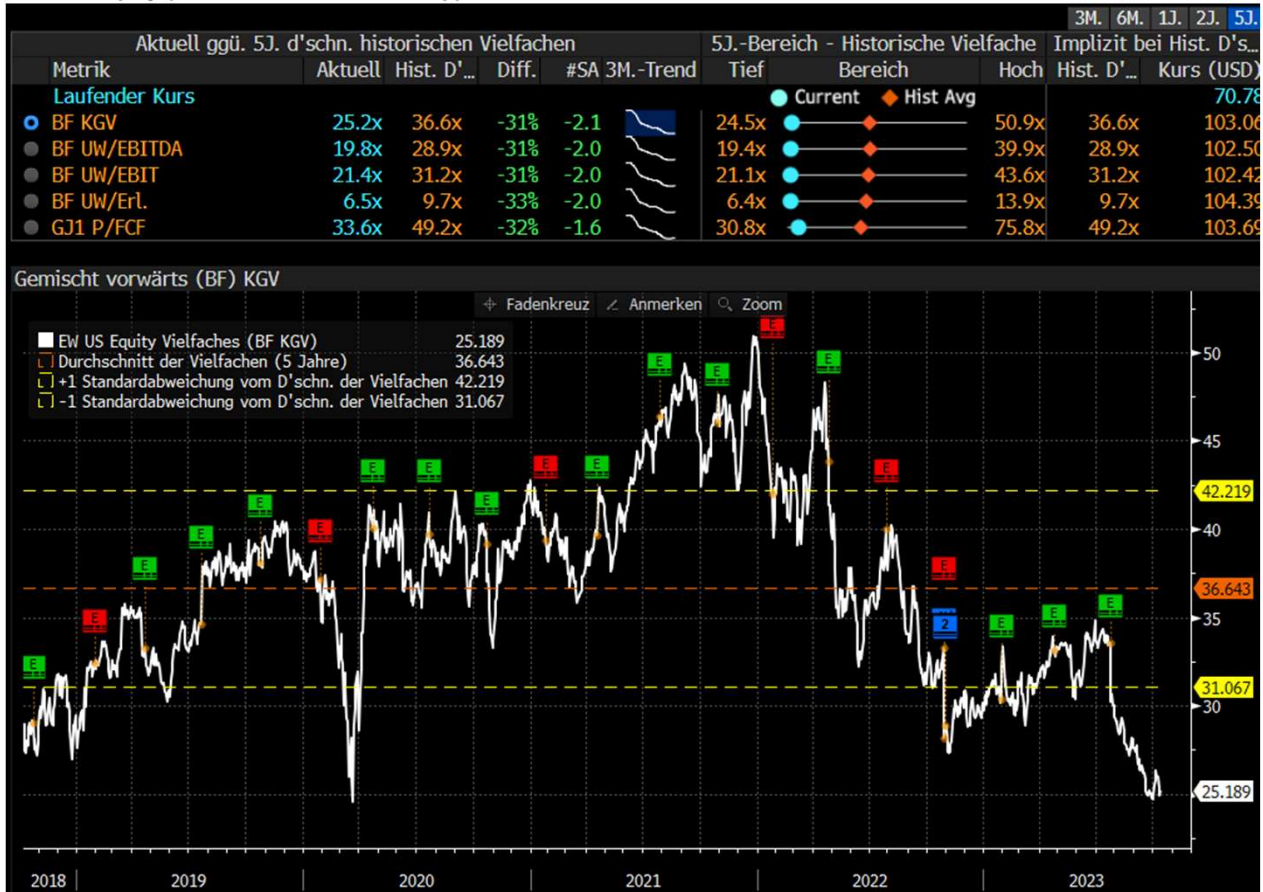 3M. 6M. 1J. 2J. 5J.
Aktuell ggü. 5J. d'schn. historischen Vielfachen 5J.-Bereich - Historische Vielfache Implizit bei Hist. D's...
Metrik Aktuell Hist. D'... Diff. #SA 3M.-Trend Tief Bereich Hoch Hist. D'... Kurs (USD)
Laufender Kurs Current Hist Avg 70.78
BF KGV 25.2x 36.6x -31% -2.1 24.5x 50.9x 36.6x 103.06
BF UW/EBITDA 19.8x 28.9x -31% -2.0 19.4x 39.9x 28.9x 102.50
BF UW/EBIT 21.4x 31.2x -31% -2.0 21.1x 43.6x 31.2x 102.42
BF UW/Erl. 6.5x 9.7x -33% -2.0 6.4x 13.9x 9.7x 104.39
GJ1 P/FCF 33.6x 49.2x -32% -1.6 30.8x 75.8x 49.2x 103.69
Gemischt vorwärts (BF) KGV
Fadenkreuz Anmerken Zoom
EW US Equity Vielfaches (BF KGV) 25.189
Durchschnitt der Vielfachen (5 Jahre) 36.643
+1 Standardabweichung vom D'schn. der Vielfachen 42.219
-1 Standardabweichung vom D'schn. der Vielfachen 31.067
E E E E E E E E E E E E E E E E E E E E
2
50
45
42.219
40
36.643
35
31.067
30
25.189
2018 2019 2020 2021 2022 2023